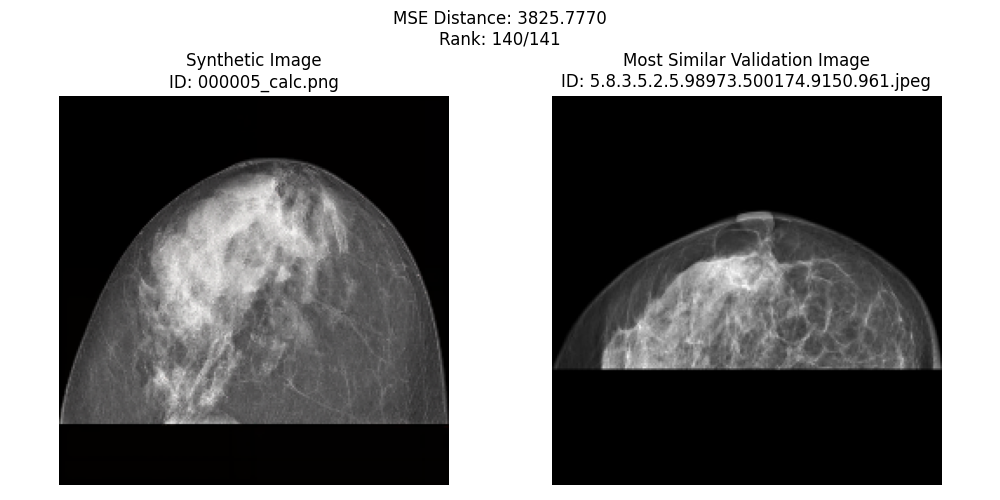 MSE Distance: 3825.7770
Rank: 140/141
Synthetic Image
ID: 000005_calc.png
Most Similar Validation Image
ID: 5.8.3.5.2.5.98973.500174.9150.961.jpeg